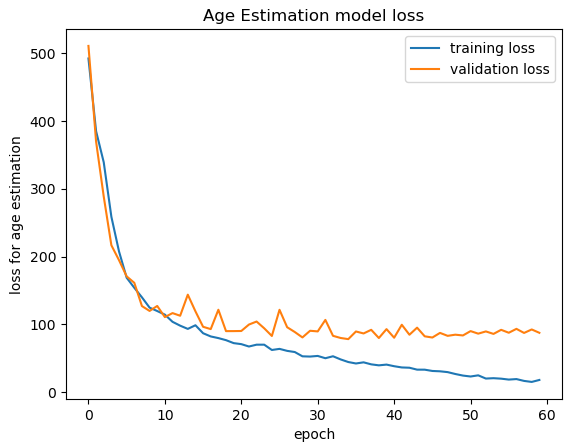 Age Estimation model loss
training loss
validation loss
loss for age estimation
500
400
300
200
100
0
0 10 20 30 40 50 60
epoch